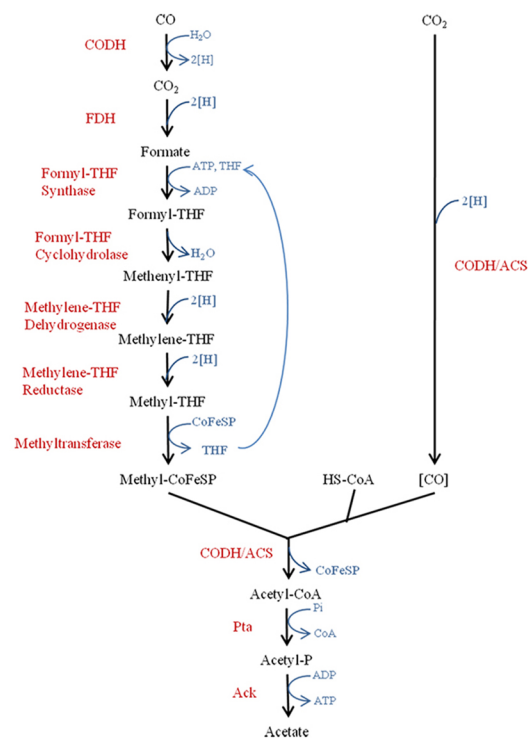 CO
CO2
CODH
H2O
2[H]
CO2
FDH
2[H]
Formate
Formyl-THF
Synthase
ATP, THF
ADP
Formyl-THF
2[H]
Formyl-THF
Cyclohydrolase
H2O
CODH/ACS
Methenyl-THF
Methylene-THF
Dehydrogenase
2[H]
Methylene-THF
Methylene-THF
Reductase
2[H]
Methyl-THF
Methyltransferase
CoFeSP
THF
Methyl-CoFeSP
HS-CoA
[CO]
CODH/ACS
CoFeSP
Acetyl-CoA
Pta
Pi
CoA
Acetyl-P
Ack
ADP
ATP
Acetate